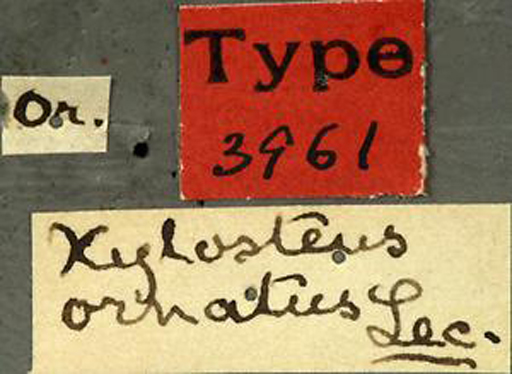 Or.
Type
3961
Xylosteus
ornatus
Lec.